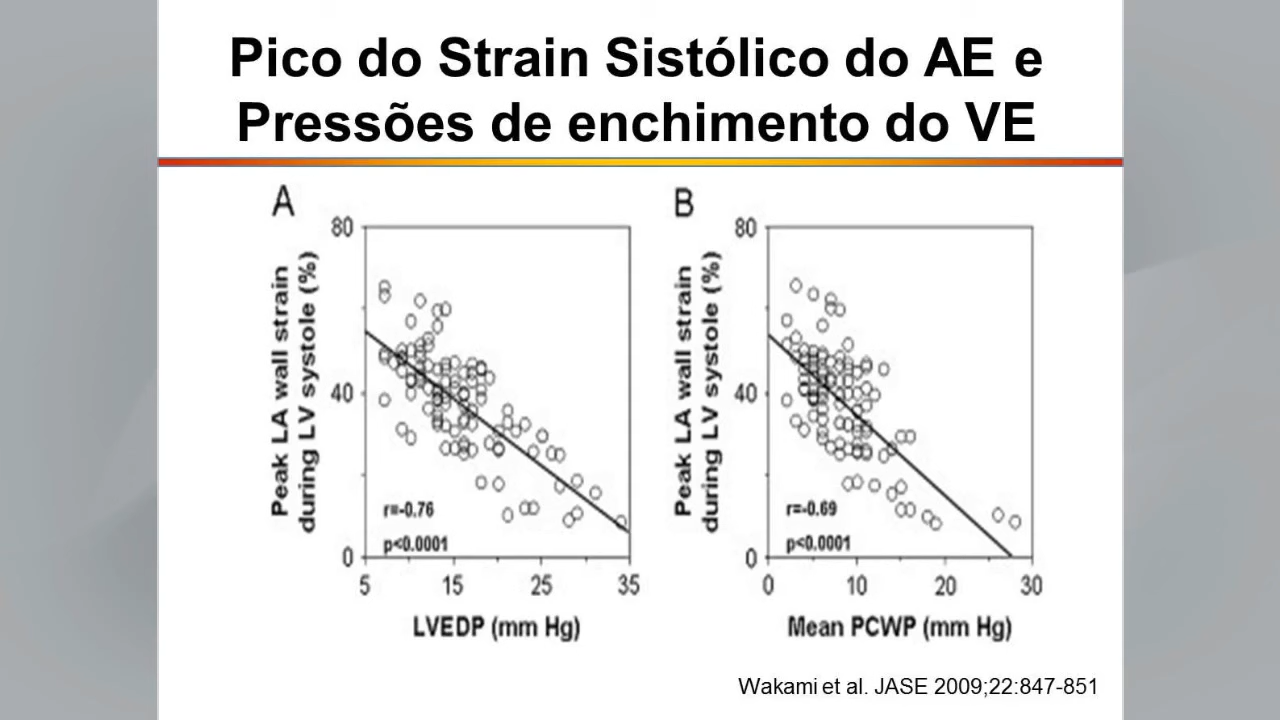 Pico do Strain Sistólico do AE e
Pressões de enchimento do VE
A
80
40
0
Peak LA wall strain
during LV systole (%)
r=-0.76
p<0.0001
5 15 25 35
LVEDP (mm Hg)
B
80
40
0
Peak LA wall strain
during LV systole (%)
r=-0.69
p<0.0001
0 10 20 30
Mean PCWP (mm Hg)
Wakami et al. JASE 2009;22:847-851